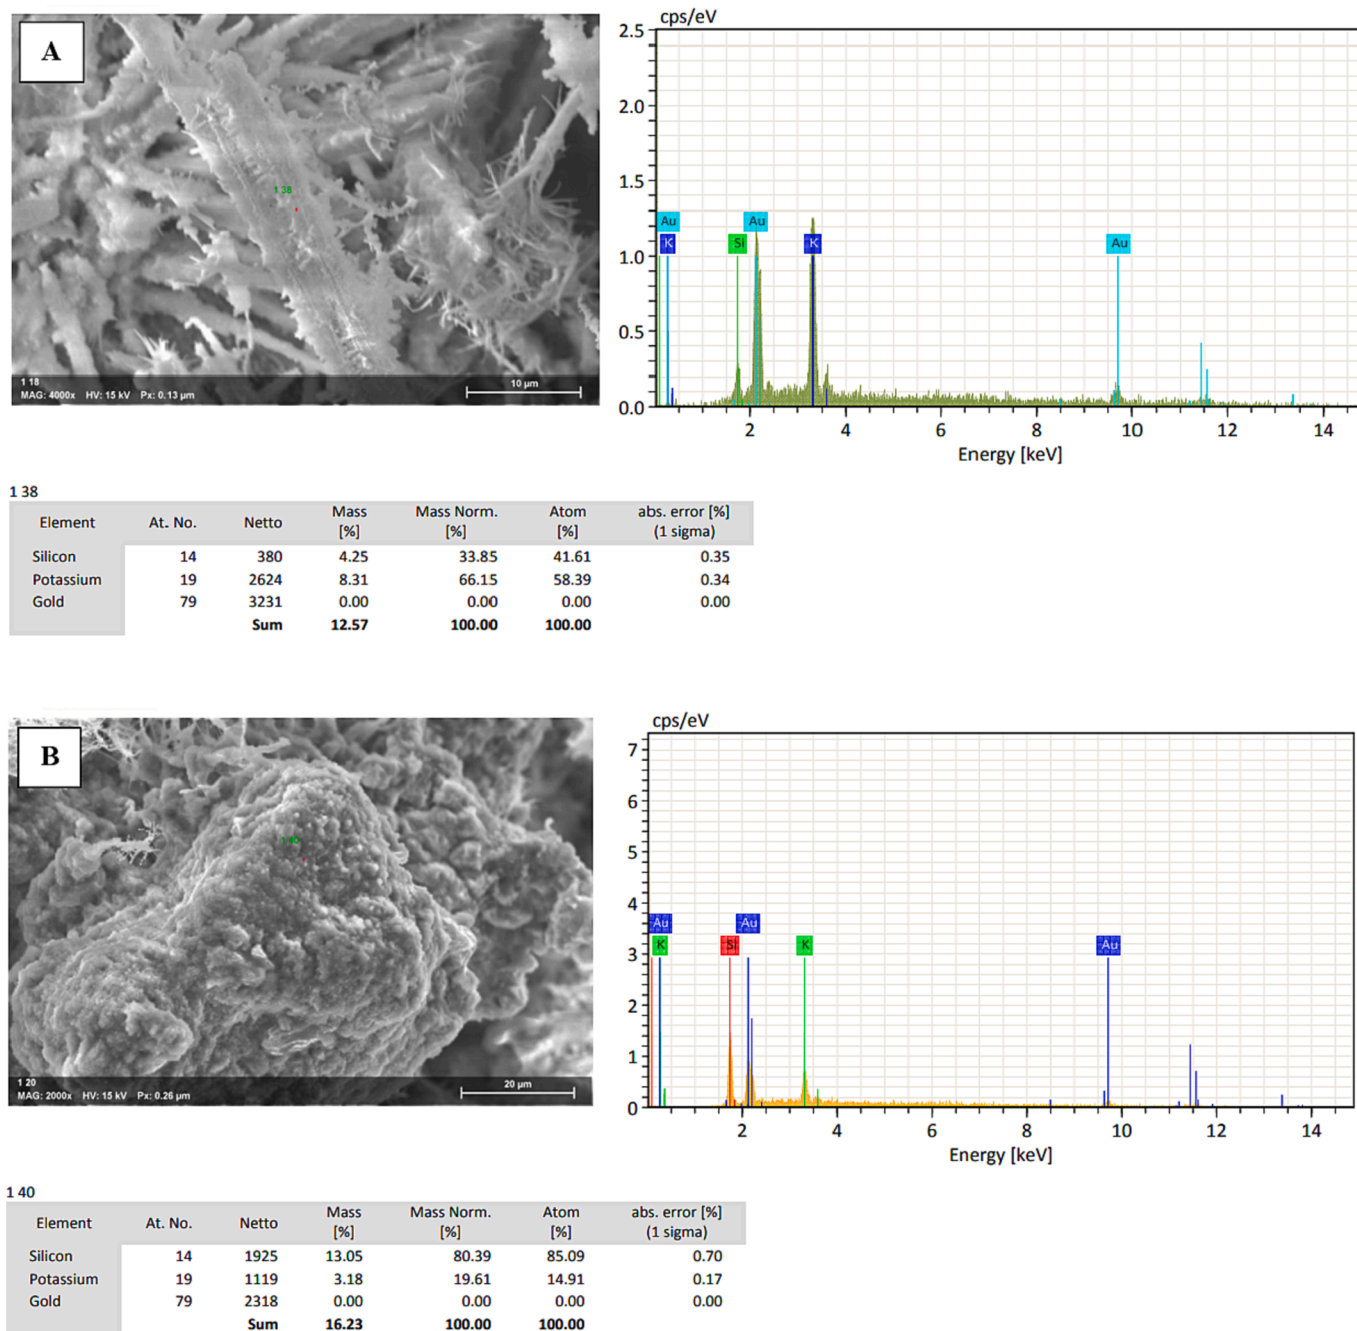 A
1 38
1 18
MAG: 4000x HV: 15 kV Px: 0.13 µm
10 µm
cps/eV
2.5
2.0
1.5
1.0
0.5
0.0
Au
K
Si
Au
K
Au
2 4 6 8 10 12 14
Energy [keV]
1 38
Element At. No. Netto Mass [%] Mass Norm. [%] Atom [%] abs. error [%] (1 sigma)
Silicon 14 380 4.25 33.85 41.61 0.35
Potassium 19 2624 8.31 66.15 58.39 0.34
Gold 79 3231 0.00 0.00 0.00 0.00
Sum 12.57 100.00 100.00
B
1 40
1 20
MAG: 2000x HV: 15 kV Px: 0.26 µm
20 µm
cps/eV
7
6
5
4
3
2
1
0
Au
K
Si
Au
K
Au
2 4 6 8 10 12 14
Energy [keV]
1 40
Element At. No. Netto Mass [%] Mass Norm. [%] Atom [%] abs. error [%] (1 sigma)
Silicon 14 1925 13.05 80.39 85.09 0.70
Potassium 19 1119 3.18 19.61 14.91 0.17
Gold 79 2318 0.00 0.00 0.00 0.00
Sum 16.23 100.00 100.00